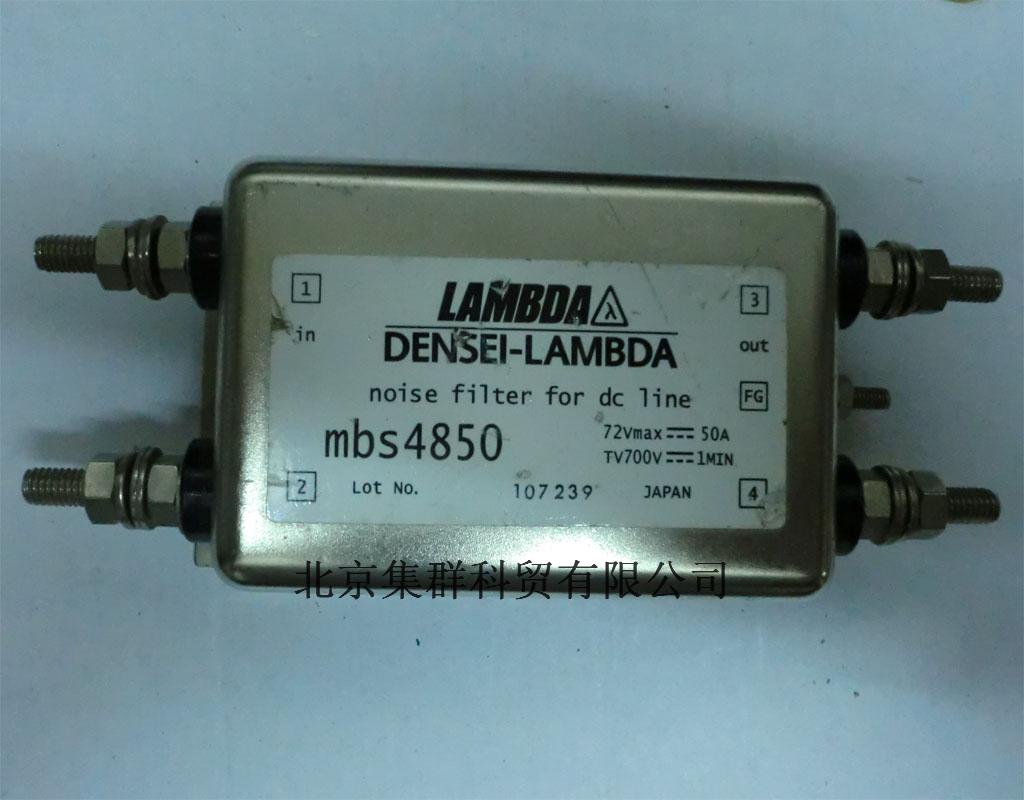 1
LAMBDA λ
3
in
DENSEI-LAMBDA
out
noise filter for dc line
FG
mbs4850
72Vmax ⎓ 50A
TV700V ⎓ 1MIN
2
Lot No. 107239 JAPAN
4
北京集群科贸有限公司